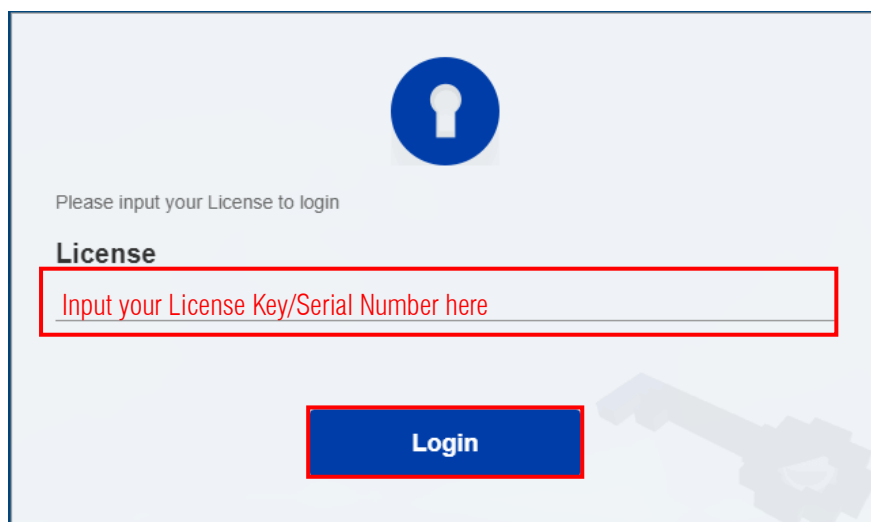 Please input your License to login
License
Input your License Key/Serial Number here
Login